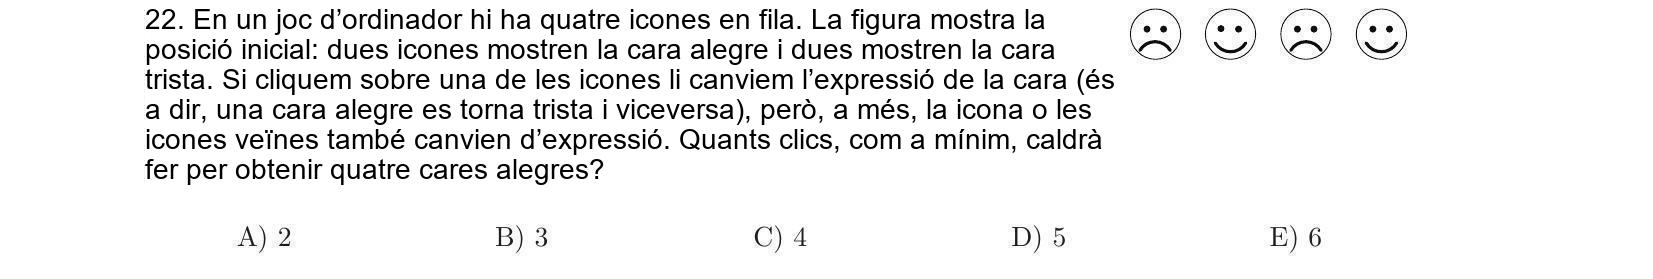 22. En un joc d’ordinador hi ha quatre icones en fila. La figura mostra la
posició inicial: dues icones mostren la cara alegre i dues mostren la cara
trista. Si cliquem sobre una de les icones li canviem l’expressió de la cara (és
a dir, una cara alegre es torna trista i viceversa), però, a més, la icona o les
icones veïnes també canvien d’expressió. Quants clics, com a mínim, caldrà
fer per obtenir quatre cares alegres?
A) 2 B) 3 C) 4 D) 5 E) 6